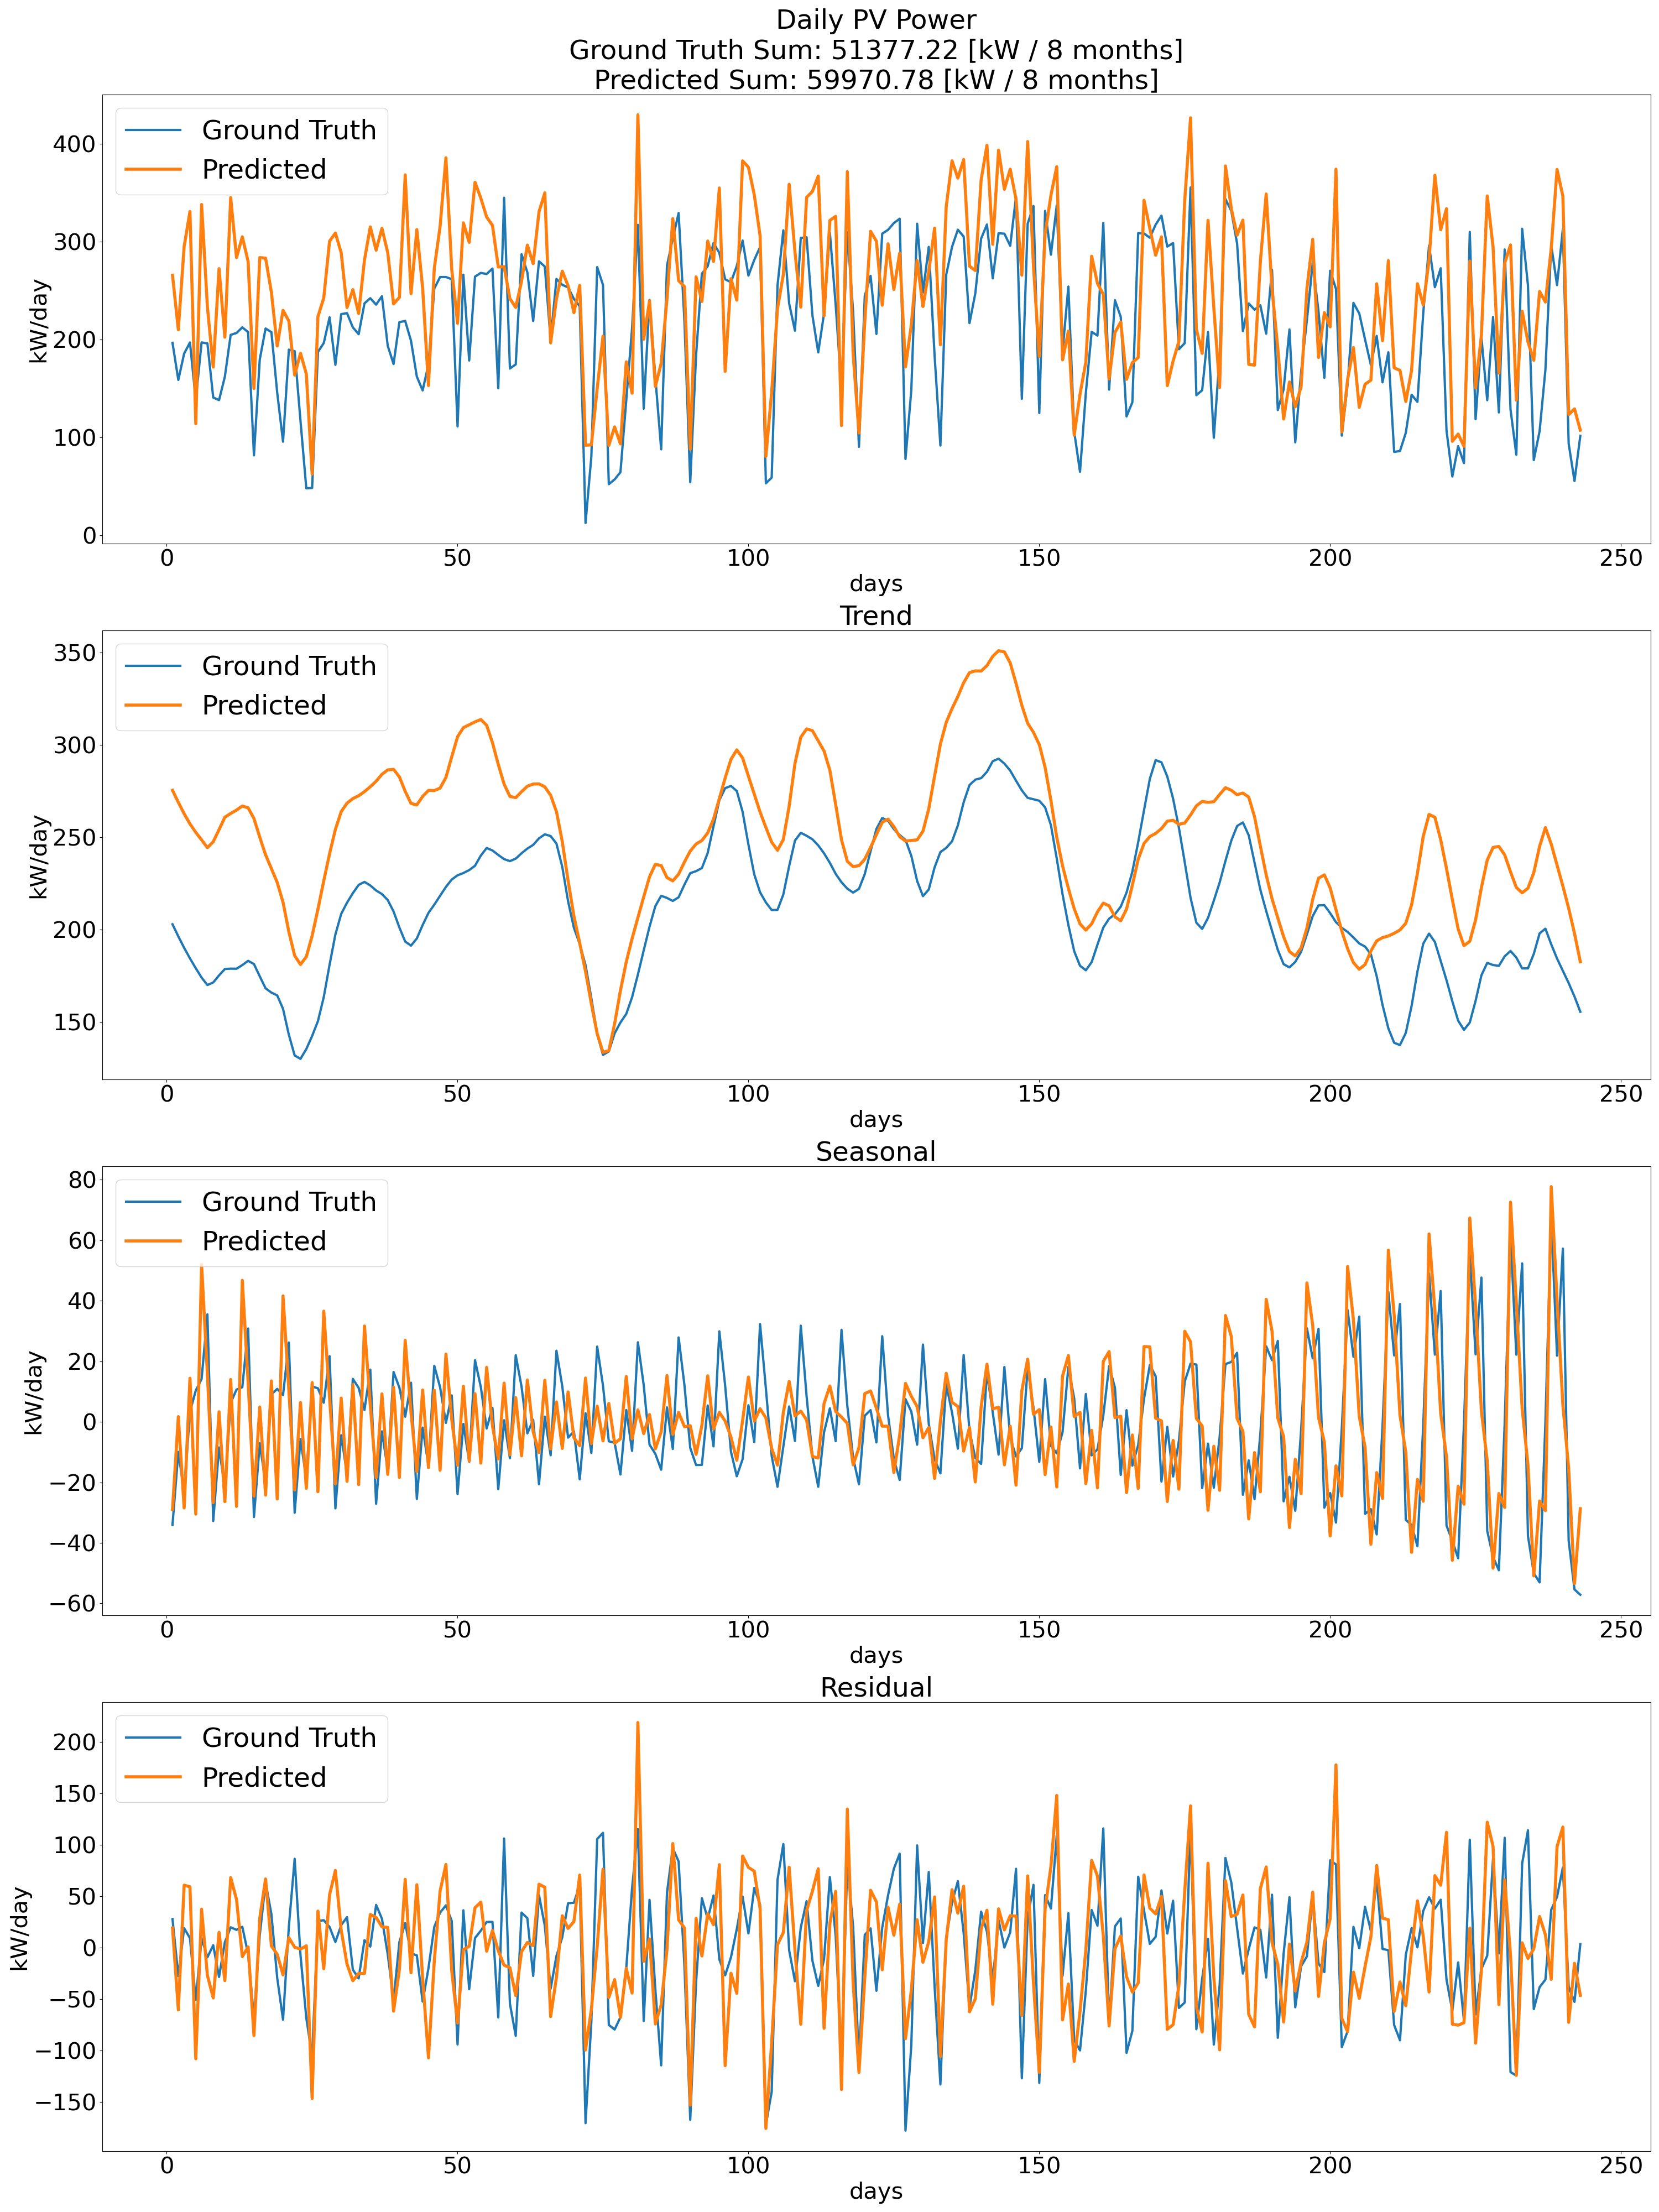 Daily PV Power
Ground Truth Sum: 51377.22 [kW / 8 months]
Predicted Sum: 59970.78 [kW / 8 months]
Ground Truth
Predicted
400
300
200
100
0
kW/day
0 50 100 150 200 250
days
Trend
Ground Truth
Predicted
350
300
250
200
150
kW/day
0 50 100 150 200 250
days
Seasonal
Ground Truth
Predicted
80
60
40
20
0
−20
−40
−60
kW/day
0 50 100 150 200 250
days
Residual
Ground Truth
Predicted
200
150
100
50
0
−50
−100
−150
kW/day
0 50 100 150 200 250
days